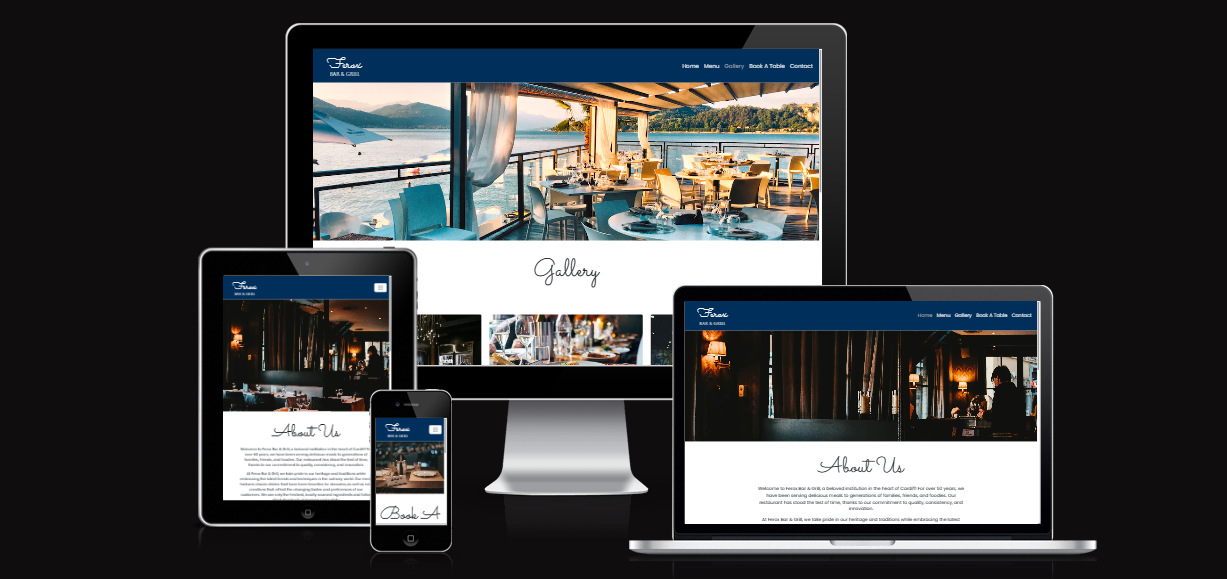 Ferox
BAR & GRILL
Home Menu Gallery Book A Table Contact
Gallery
Ferox
BAR & GRILL
About Us
Welcome to Ferox Bar & Grill, a beloved institution in the heart of Cardiff! For
over 50 years, we have been serving delicious meals to generations of
families, friends, and foodies. Our restaurant has stood the test of time,
thanks to our commitment to quality, consistency, and innovation.
At Ferox Bar & Grill, we take pride in our heritage and traditions while
Ferox
BAR & GRILL
Book A
Ferox
BAR & GRILL
Home Menu Gallery Book A Table Contact
About Us
Welcome to Ferox Bar & Grill, a beloved institution in the heart of Cardiff! For over 50 years, we
have been serving delicious meals to generations of families, friends, and foodies. Our
restaurant has stood the test of time, thanks to our commitment to quality, consistency, and
innovation.
At Ferox Bar & Grill, we take pride in our heritage and traditions while embracing the latest